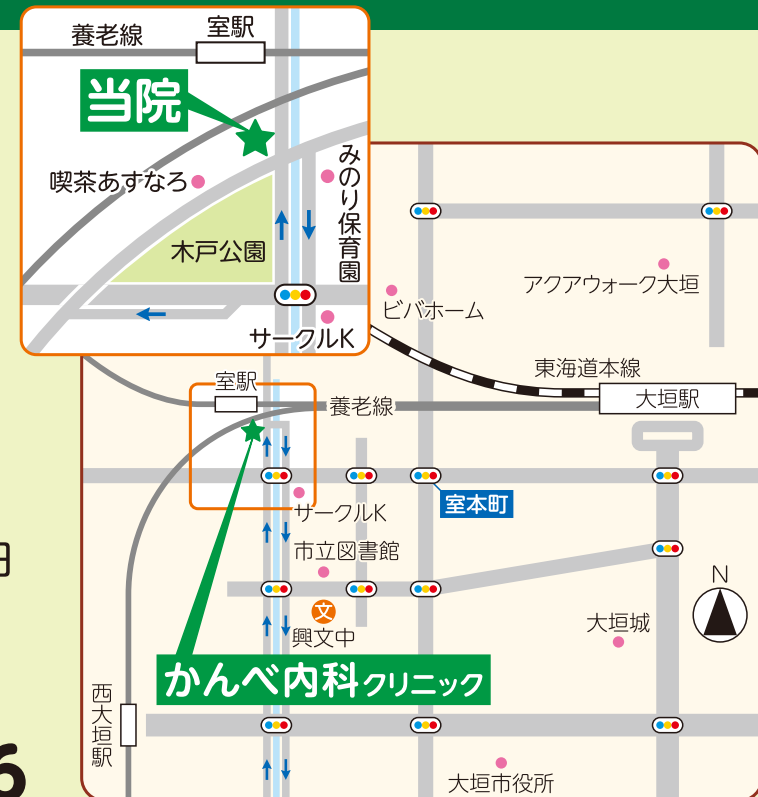 養老線
室駅
当院
喫茶あすなろ
みのり保育園
木戸公園
サークルK
アクアウォーク大垣
ビバホーム
東海道本線
大垣駅
室駅
養老線
室本町
サークルK
市立図書館
文
興文中
N
大垣城
かんべ内科クリニック
西大垣駅
大垣市役所
6